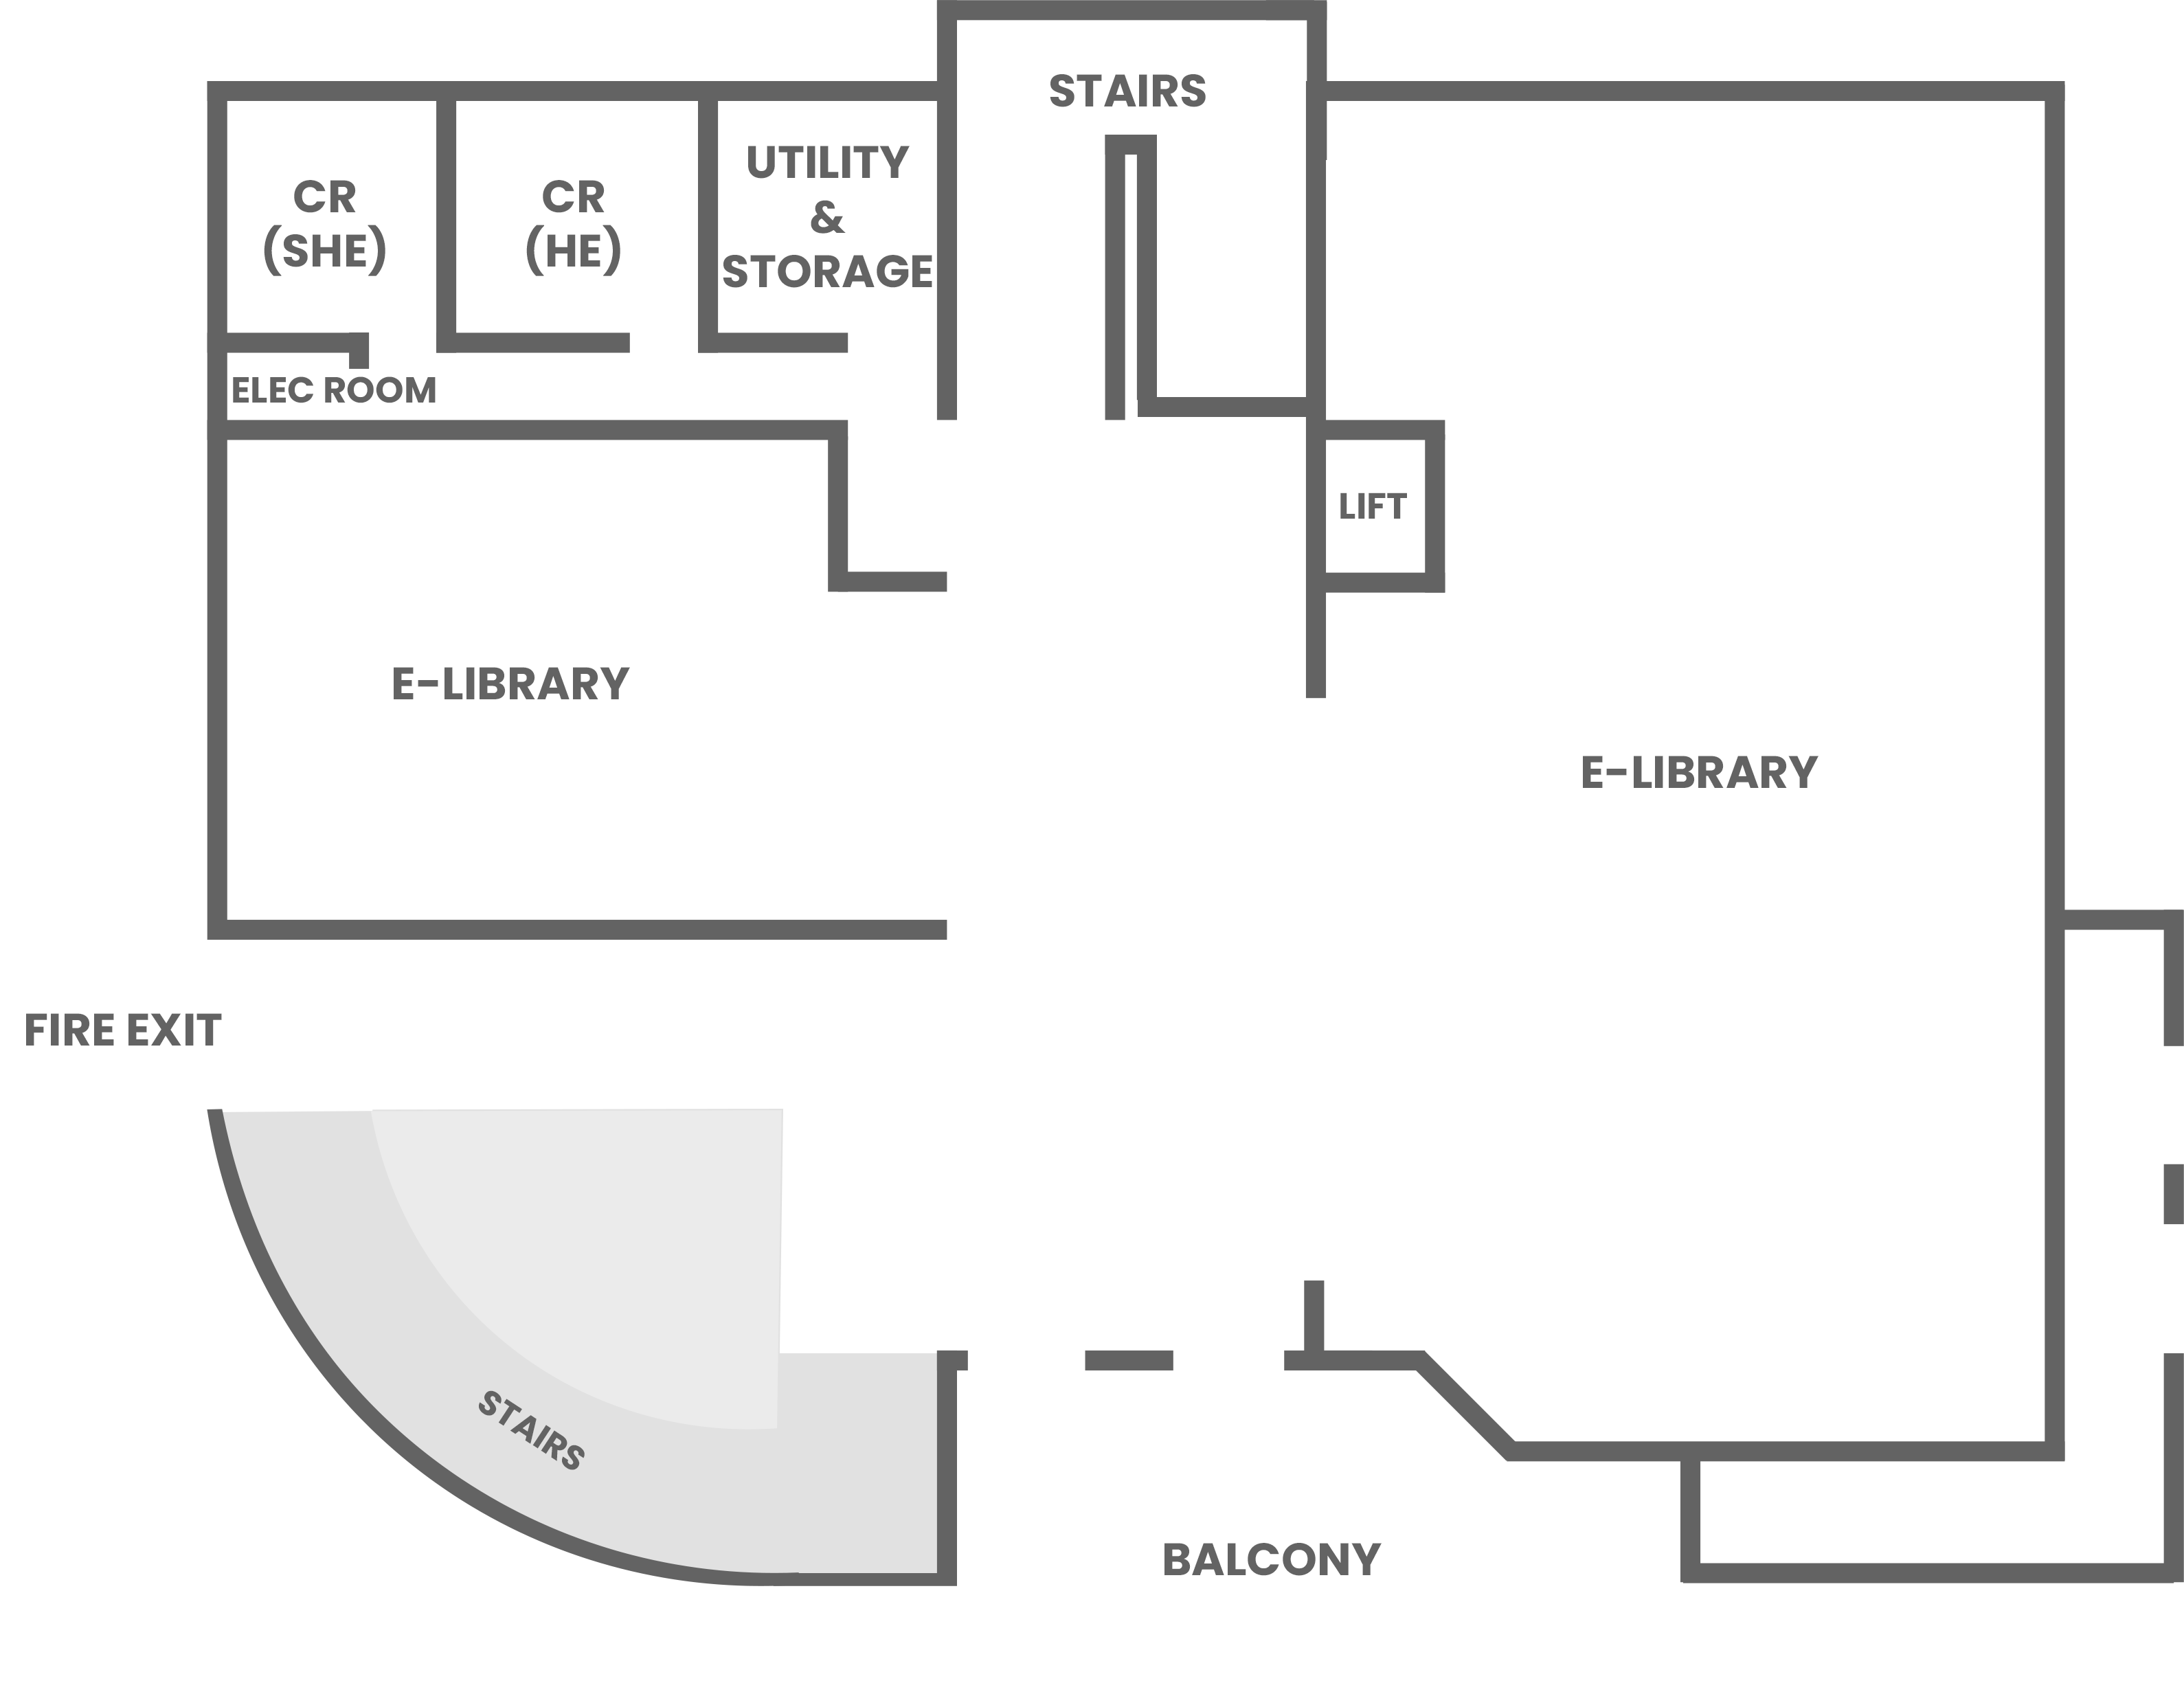 STAIRS
CR
(SHE)
CR
(HE)
UTILITY
&
STORAGE
ELEC ROOM
LIFT
E-LIBRARY
E-LIBRARY
FIRE EXIT
STAIRS
BALCONY